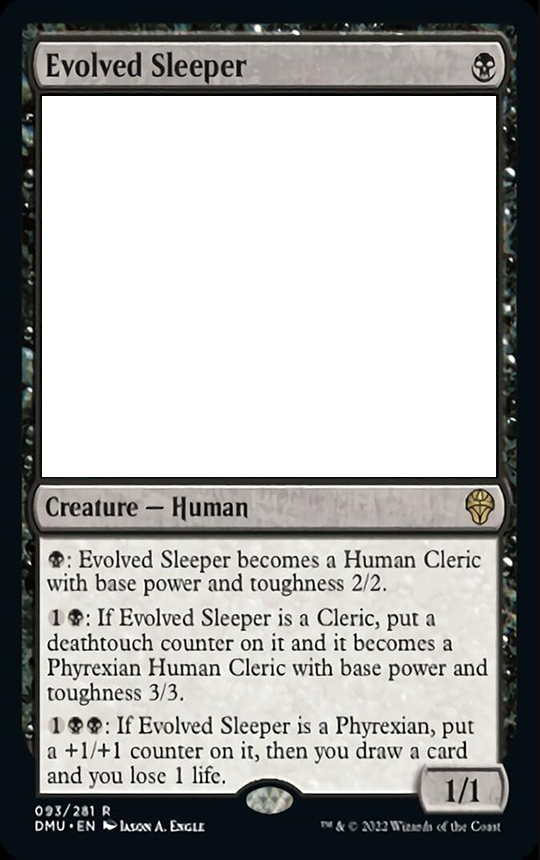 Evolved Sleeper
Creature — Human
: Evolved Sleeper becomes a Human Cleric
with base power and toughness 2/2.
1: If Evolved Sleeper is a Cleric, put a
deathtouch counter on it and it becomes a
Phyrexian Human Cleric with base power and
toughness 3/3.
1: If Evolved Sleeper is a Phyrexian, put
a +1/+1 counter on it, then you draw a card
and you lose 1 life.
1/1
093/281 R
DMU • EN Jason A. Engle
™ & © 2022 Wizards of the Coast